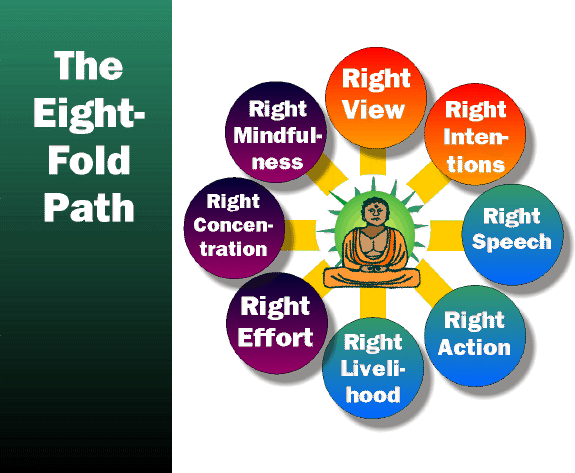 The
Eight-
Fold
Path
Right
View
Right
Inten-
tions
Right
Speech
Right
Action
Right
Liveli-
hood
Right
Effort
Right
Concen-
tration
Right
Mindful-
ness